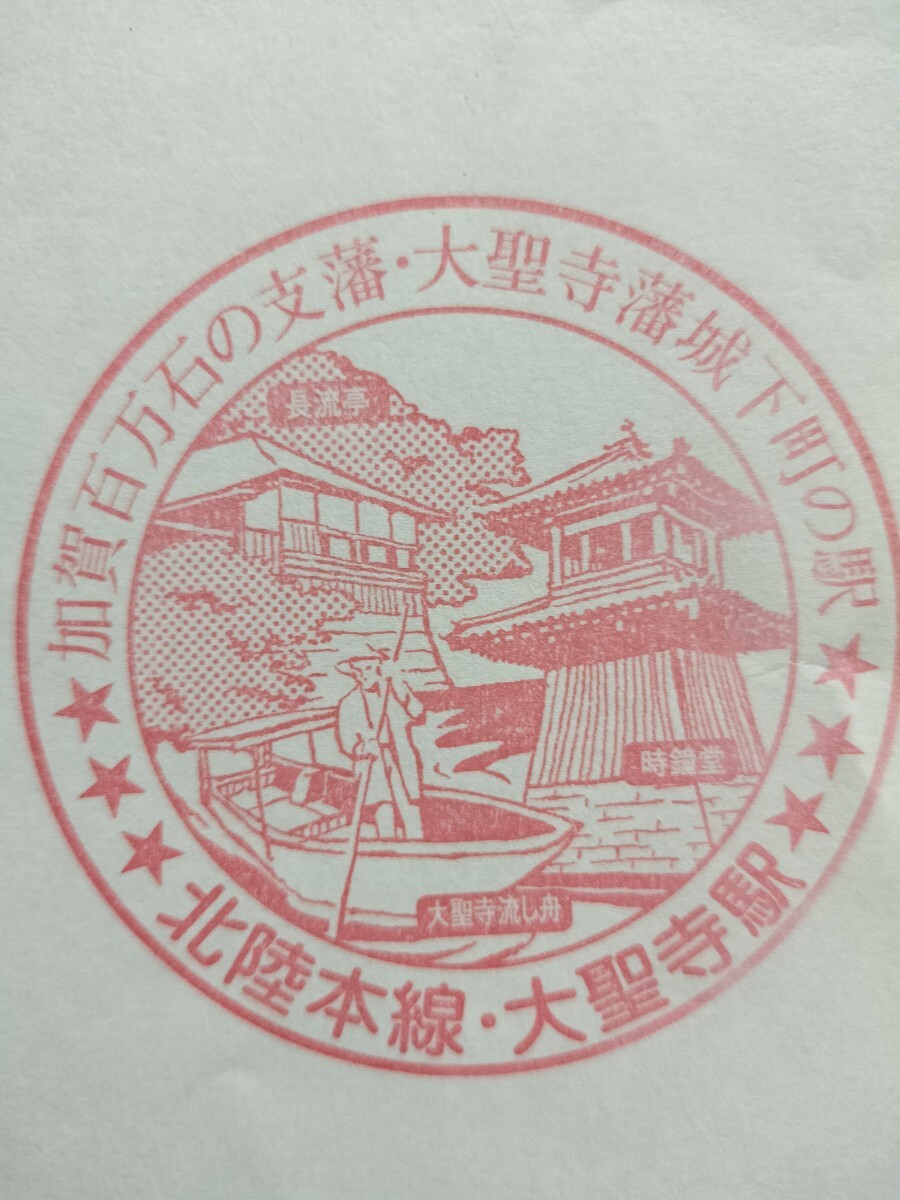 加賀百万石の支藩・大聖寺藩城下町の駅
長流亭
時鐘堂
大聖寺流し舟
★★★北陸本線・大聖寺駅★★★